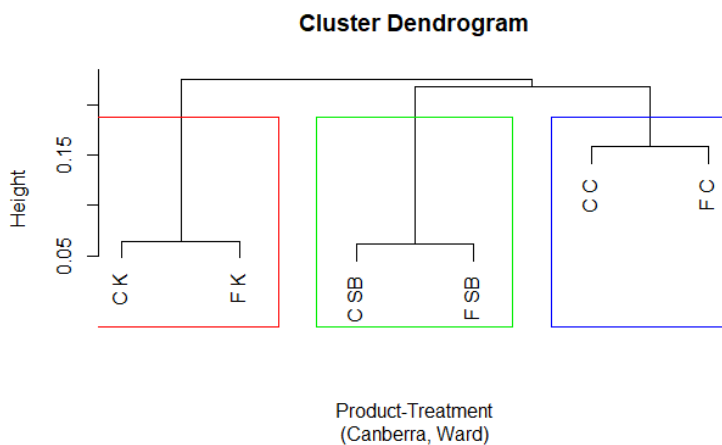 Cluster Dendrogram
Height
0.05
0.15
C K
F K
C SB
F SB
C C
F C
Product-Treatment
(Canberra, Ward)